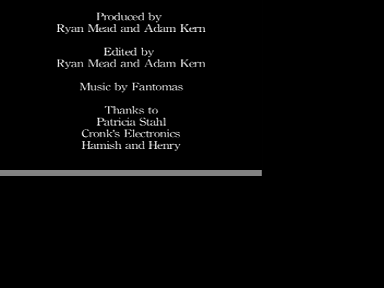 Produced by
Ryan Mead and Adam Kern
Edited by
Ryan Mead and Adam Kern
Music by Fantomas
Thanks to
Patricia Stahl
Cronk's Electronics
Hamish and Henry